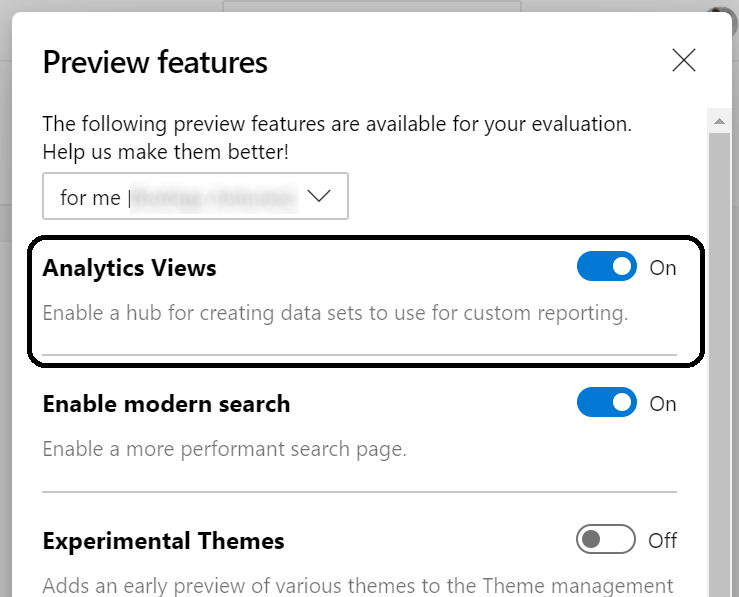 Preview features
The following preview features are available for your evaluation.
Help us make them better!
for me |
Analytics Views
On
Enable a hub for creating data sets to use for custom reporting.
Enable modern search
On
Enable a more performant search page.
Experimental Themes
Off
Adds an early preview of various themes to the Theme management